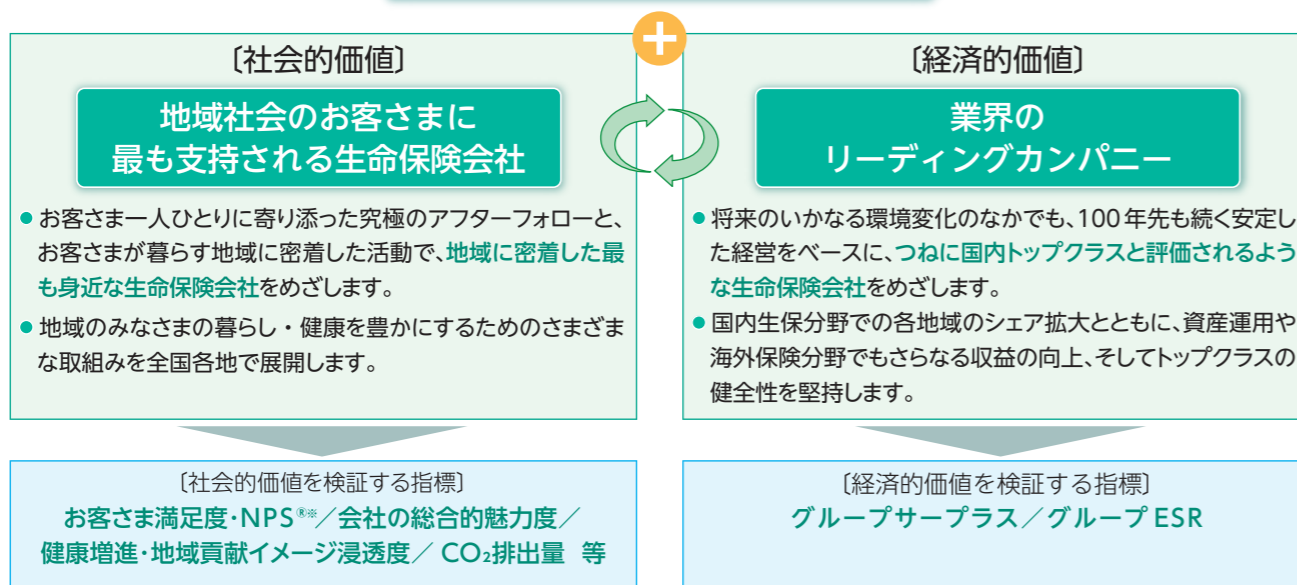 ＋
〔社会的価値〕
地域社会のお客さまに
最も支持される生命保険会社
● お客さま一人ひとりに寄り添った究極のアフターフォローと、
お客さまが暮らす地域に密着した活動で、地域に密着した最
も身近な生命保険会社をめざします。
● 地域のみなさまの暮らし・健康を豊かにするためのさまざま
な取組みを全国各地で展開します。
〔経済的価値〕
業界の
リーディングカンパニー
● 将来のいかなる環境変化のなかでも、100年先も続く安定し
た経営をベースに、つねに国内トップクラスと評価されるよう
な生命保険会社をめざします。
● 国内生保分野での各地域のシェア拡大とともに、資産運用や
海外保険分野でもさらなる収益の向上、そしてトップクラスの
健全性を堅持します。
〔社会的価値を検証する指標〕
お客さま満足度・NPS®※／会社の総合的魅力度／
健康増進・地域貢献イメージ浸透度／CO₂排出量 等
〔経済的価値を検証する指標〕
グループサープラス／グループESR